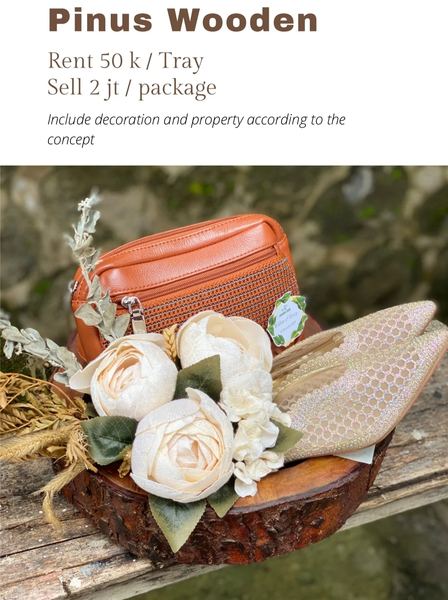 Pinus Wooden
Rent 50 k / Tray
Sell 2 jt / package
Include decoration and property according to the
concept